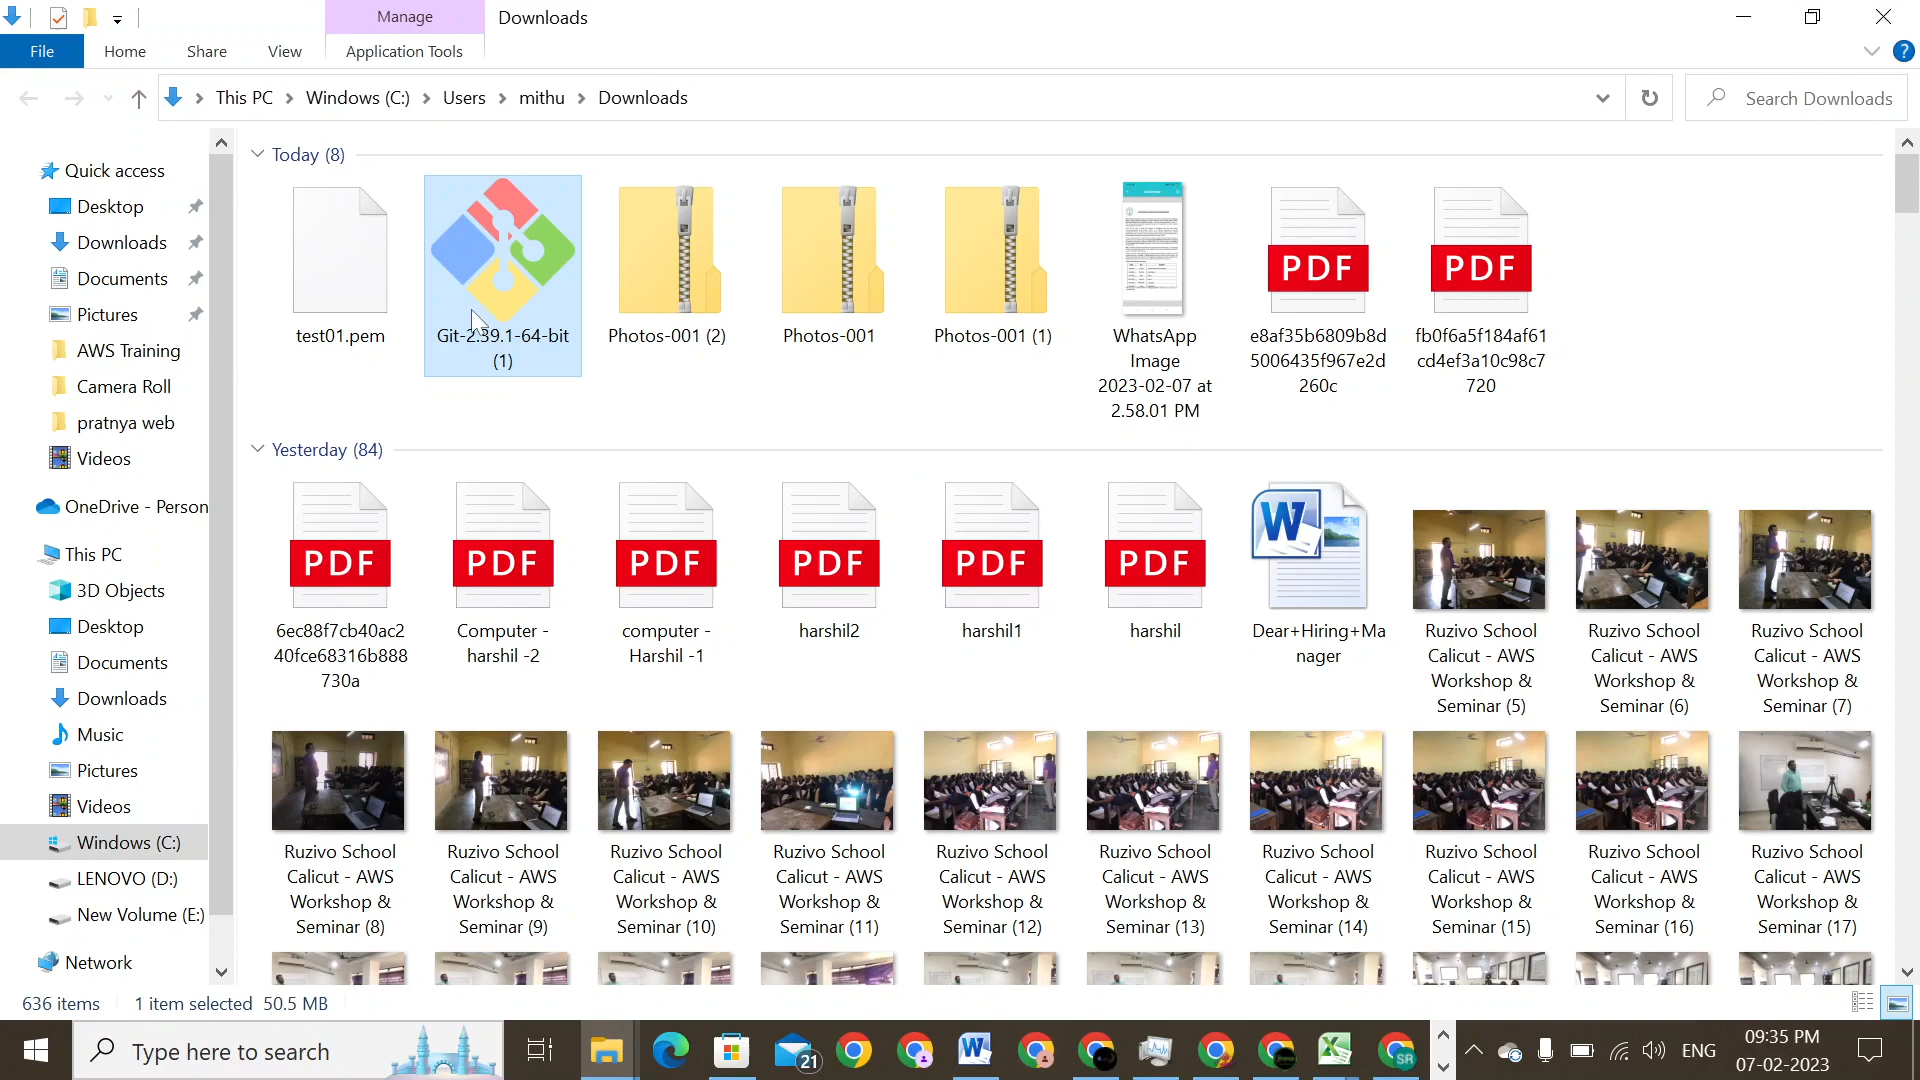 Manage
Downloads
File
Home
Share
View
Application Tools
This PC
Windows (C:)
Users
mithu
Downloads
Search Downloads
Quick access
Desktop
Downloads
Documents
Pictures
AWS Training
Camera Roll
pratnya web
Videos
OneDrive - Person
This PC
3D Objects
Desktop
Documents
Downloads
Music
Pictures
Videos
Windows (C:)
LENOVO (D:)
New Volume (E:)
Network
Today (8)
test01.pem
Git-2.39.1-64-bit
(1)
Photos-001 (2)
Photos-001
Photos-001 (1)
WhatsApp
Image
2023-02-07 at
2.58.01 PM
PDF
e8af35b6809b8d
5006435f967e2d
260c
PDF
fb0f6a5f184af61
cd4ef3a10c98c7
720
Yesterday (84)
PDF
6ec88f7cb40ac2
40fce68316b888
730a
PDF
Computer -
harshil -2
PDF
computer -
Harshil -1
PDF
harshil2
PDF
harshil1
PDF
harshil
W
Dear+Hiring+Ma
nager
Ruzivo School
Calicut - AWS
Workshop &
Seminar (5)
Ruzivo School
Calicut - AWS
Workshop &
Seminar (6)
Ruzivo School
Calicut - AWS
Workshop &
Seminar (7)
Ruzivo School
Calicut - AWS
Workshop &
Seminar (8)
Ruzivo School
Calicut - AWS
Workshop &
Seminar (9)
Ruzivo School
Calicut - AWS
Workshop &
Seminar (10)
Ruzivo School
Calicut - AWS
Workshop &
Seminar (11)
Ruzivo School
Calicut - AWS
Workshop &
Seminar (12)
Ruzivo School
Calicut - AWS
Workshop &
Seminar (13)
Ruzivo School
Calicut - AWS
Workshop &
Seminar (14)
Ruzivo School
Calicut - AWS
Workshop &
Seminar (15)
Ruzivo School
Calicut - AWS
Workshop &
Seminar (16)
Ruzivo School
Calicut - AWS
Workshop &
Seminar (17)
636 items
1 item selected 50.5 MB
Type here to search
21
W
X
SR
ENG
09:35 PM
07-02-2023